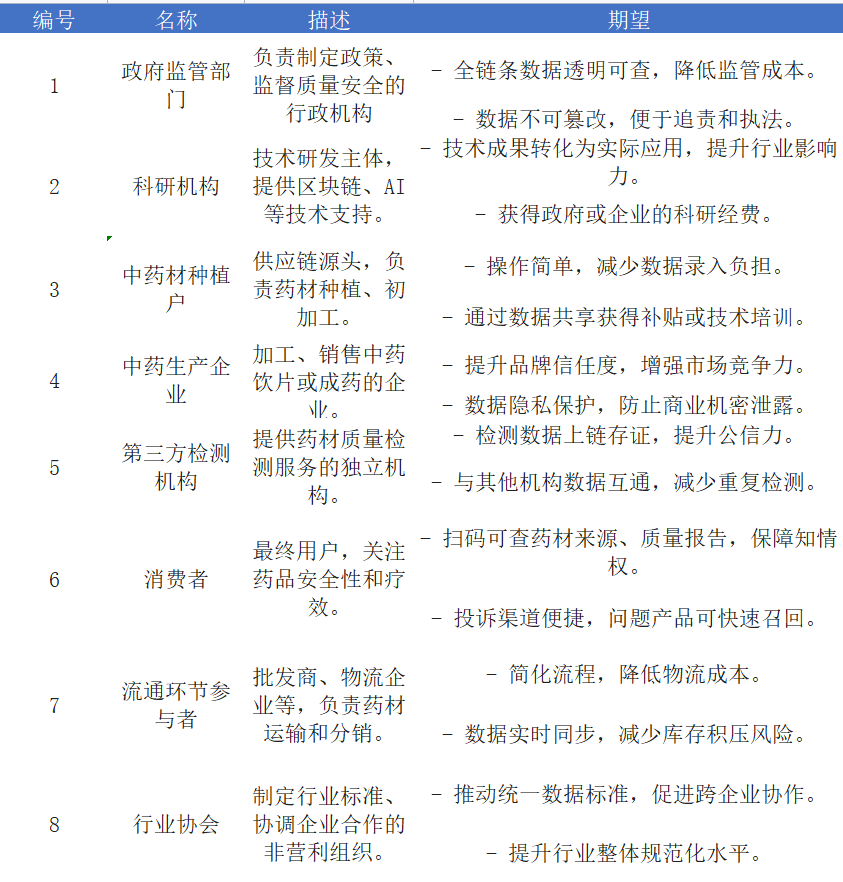 编号 名称 描述 期望
1
政府监管部
门
负责制定政策、
监督质量安全的
行政机构
- 全链条数据透明可查，降低监管成本。
- 数据不可篡改，便于追责和执法。
2
科研机构
技术研发主体，
提供区块链、AI
等技术支持。
- 技术成果转化为实际应用，提升行业影响
力。
- 获得政府或企业的科研经费。
3
中药材种植
户
供应链源头，负
责药材种植、初
加工。
- 操作简单，减少数据录入负担。
- 通过数据共享获得补贴或技术培训。
4
中药生产企
业
加工、销售中药
饮片或成药的企
业。
- 提升品牌信任度，增强市场竞争力。
- 数据隐私保护，防止商业机密泄露。
5
第三方检测
机构
提供药材质量检
测服务的独立机
构。
- 检测数据上链存证，提升公信力。
- 与其他机构数据互通，减少重复检测。
6
消费者
最终用户，关注
药品安全性和疗
效。
- 扫码可查药材来源、质量报告，保障知情
权。
- 投诉渠道便捷，问题产品可快速召回。
7
流通环节参
与者
批发商、物流企
业等，负责药材
运输和分销。
- 简化流程，降低物流成本。
- 数据实时同步，减少库存积压风险。
8
行业协会
制定行业标准、
协调企业合作的
非营利组织。
- 推动统一数据标准，促进跨企业协作。
- 提升行业整体规范化水平。